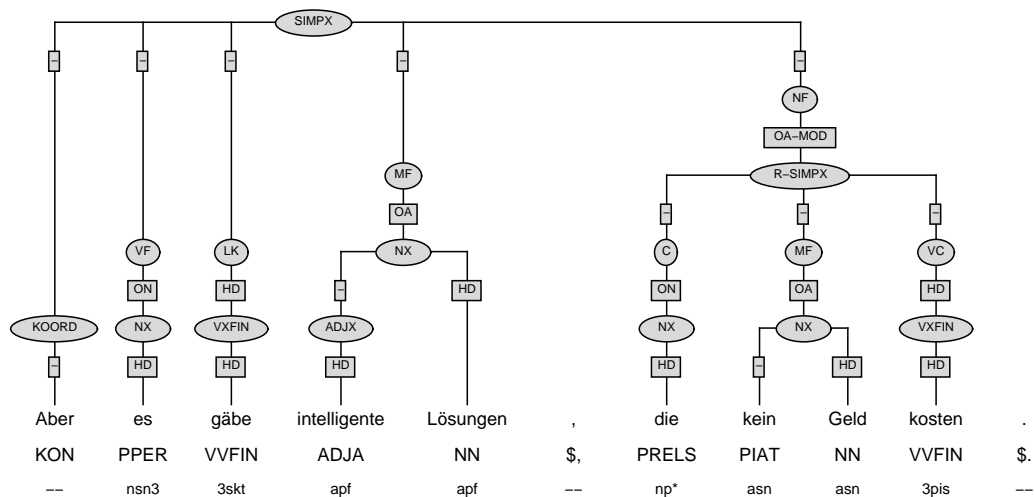 SIMPX
– – – – –
NF
OA–MOD
MF R–SIMPX
OA – – –
VF LK NX C MF VC
ON HD – HD ON OA HD
KOORD NX VXFIN ADJX NX NX VXFIN
– HD HD HD HD – HD HD
Aber es gäbe intelligente Lösungen , die kein Geld kosten .
KON PPER VVFIN ADJA NN $, PRELS PIAT NN VVFIN $.
–– nsn3 3skt apf apf –– np* asn asn 3pis ––